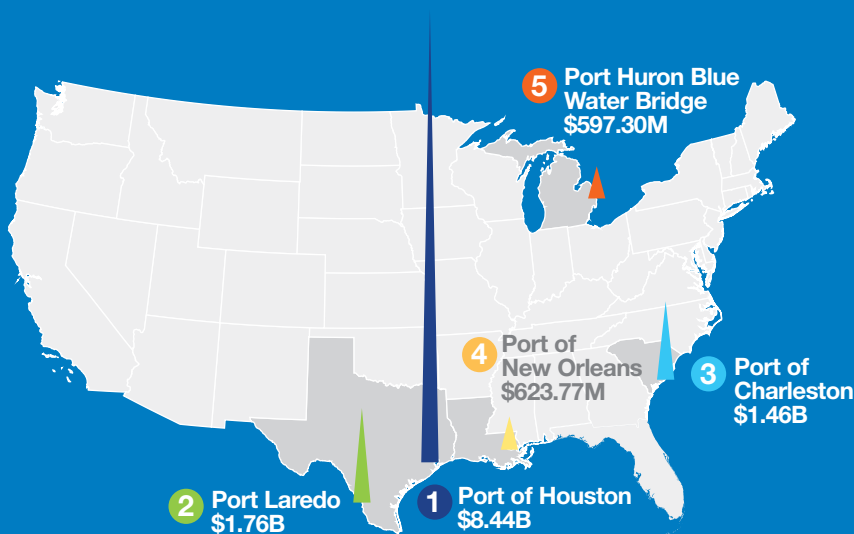 5 Port Huron Blue
Water Bridge
$597.30M
4 Port of
New Orleans
$623.77M
3 Port of
Charleston
$1.46B
2 Port Laredo
$1.76B
1 Port of Houston
$8.44B